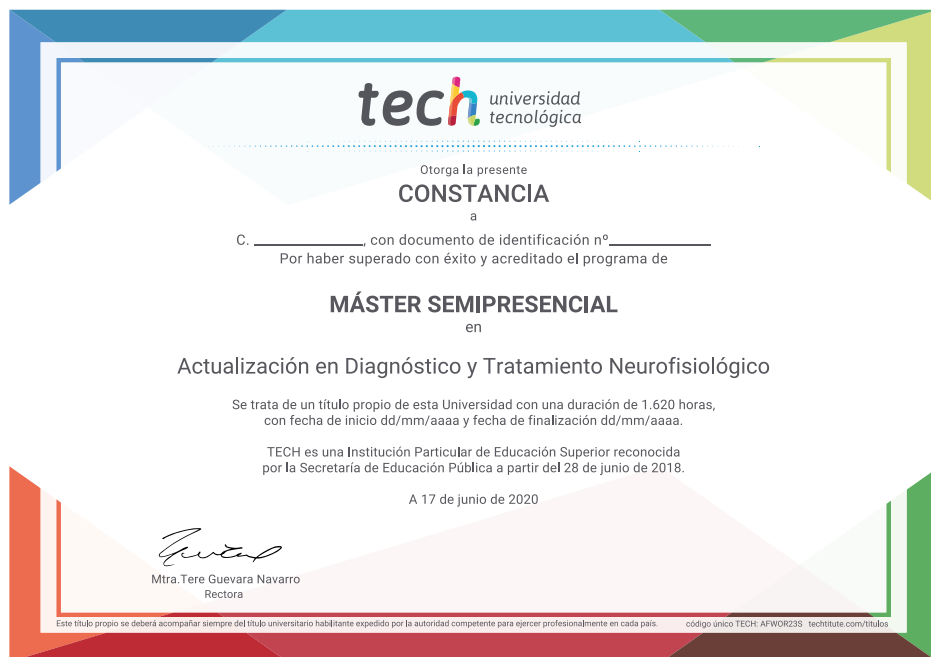 tech universidad
tecnológica
Otorga la presente
CONSTANCIA
a
C. ____________, con documento de identificación nº____________
Por haber superado con éxito y acreditado el programa de
MÁSTER SEMIPRESENCIAL
en
Actualización en Diagnóstico y Tratamiento Neurofisiológico
Se trata de un título propio de esta Universidad con una duración de 1.620 horas,
con fecha de inicio dd/mm/aaaa y fecha de finalización dd/mm/aaaa.
TECH es una Institución Particular de Educación Superior reconocida
por la Secretaría de Educación Pública a partir del 28 de junio de 2018.
A 17 de junio de 2020
Mtra.Tere Guevara Navarro
Rectora
Este título propio se deberá acompañar siempre del título universitario habilitante expedido por la autoridad competente para ejercer profesionalmente en cada país. código único TECH: AFWOR23S techtitute.com/titulos